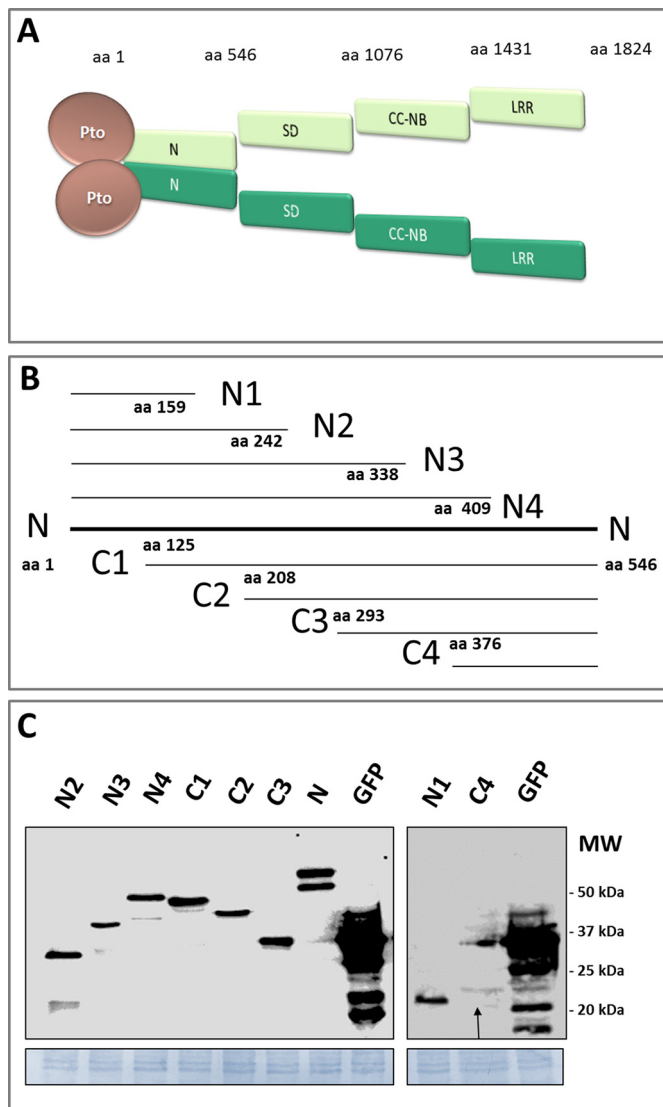 A
aa 1 aa 546 aa 1076 aa 1431 aa 1824
Pto N SD CC-NB LRR
Pto N SD CC-NB LRR
B
N1
aa 159
N2
aa 242
N3
aa 338
N4
aa 409
N N
aa 1 aa 546
C1 aa 125
C2 aa 208
C3 aa 293
C4 aa 376
C
N2 N3 N4 C1 C2 C3 N GFP N1 C4 GFP
MW
- 50 kDa
- 37 kDa
- 25 kDa
- 20 kDa